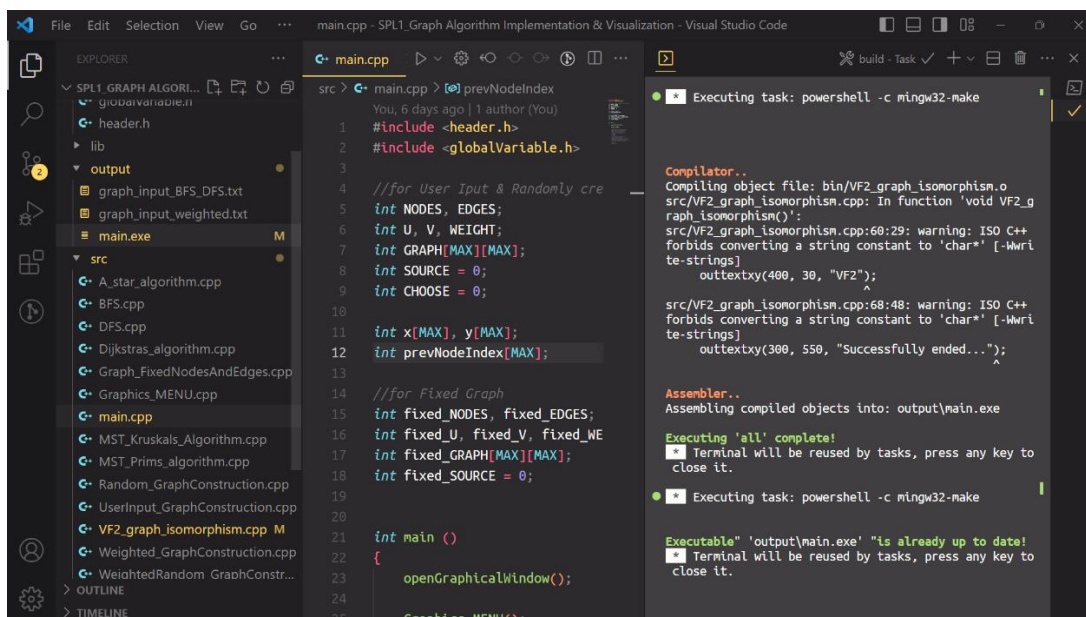 File Edit Selection View Go ··· main.cpp - SPL1_Graph Algorithm Implementation & Visualization - Visual Studio Code
EXPLORER
SPL1_GRAPH ALGORI...
globalVariable.h
header.h
lib
output
graph_input_BFS_DFS.txt
graph_input_weighted.txt
main.exe M
src
A_star_algorithm.cpp
BFS.cpp
DFS.cpp
Dijkstras_algorithm.cpp
Graph_FixedNodesAndEdges.cpp
Graphics_MENU.cpp
main.cpp
MST_Kruskals_Algorithm.cpp
MST_Prims_algorithm.cpp
Random_GraphConstruction.cpp
UserInput_GraphConstruction.cpp
VF2_graph_isomorphism.cpp M
Weighted_GraphConstruction.cpp
WeightedRandom_GraphConstr...
OUTLINE
TIMELINE
2
main.cpp
src > main.cpp > prevNodeIndex
You, 6 days ago | 1 author (You)
1 #include <header.h>
2 #include <globalVariable.h>
3
4 //for User Iput & Randomly cre
5 int NODES, EDGES;
6 int U, V, WEIGHT;
7 int GRAPH[MAX][MAX];
8 int SOURCE = 0;
9 int CHOOSE = 0;
10
11 int x[MAX], y[MAX];
12 int prevNodeIndex[MAX];
13
14 //for Fixed Graph
15 int fixed_NODES, fixed_EDGES;
16 int fixed_U, fixed_V, fixed_WE
17 int fixed_GRAPH[MAX][MAX];
18 int fixed_SOURCE = 0;
19
20
21 int main ()
22 {
23 openGraphicalWindow();
24
25 Graphics_MENU();
build - Task
* Executing task: powershell -c mingw32-make
Compilator..
Compiling object file: bin/VF2_graph_isomorphism.o
src/VF2_graph_isomorphism.cpp: In function 'void VF2_g
raph_isomorphism()':
src/VF2_graph_isomorphism.cpp:60:29: warning: ISO C++
forbids converting a string constant to 'char*' [-Wwri
te-strings]
outtextxy(400, 30, "VF2");
^
src/VF2_graph_isomorphism.cpp:68:48: warning: ISO C++
forbids converting a string constant to 'char*' [-Wwri
te-strings]
outtextxy(300, 550, "Successfully ended...");
^
Assembler..
Assembling compiled objects into: output\main.exe
Executing 'all' complete!
* Terminal will be reused by tasks, press any key to
close it.
* Executing task: powershell -c mingw32-make
Executable" 'output\main.exe' "is already up to date!
* Terminal will be reused by tasks, press any key to
close it.